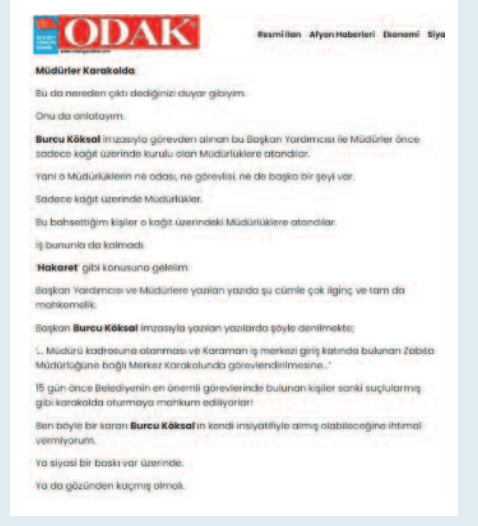 ODAK
Resmi İlan Afyon Haberleri Ekonomi Siya
Müdürler Karakolda
Bu da nereden çıktı dediğinizi duyar gibiyim.
Onu da anlatayım.
Burcu Köksal imzasıyla görevden alınan bu Başkan Yardımcısı ile Müdürler önce
sadece kağıt üzerinde kurulu olan Müdürlüklere atandılar.
Yani o Müdürlüklerin ne odası, ne görevlisi, ne de başka bir şeyi var.
Sadece kağıt üzerinde Müdürlükler.
Bu bahsettiğim kişiler o kağıt üzerindeki Müdürlüklere atandılar.
İş bununla da kalmadı.
'Hakaret' gibi konusuna gelelim.
Başkan Yardımcısı ve Müdürlere yazılan yazıda şu cümle çok ilginç ve tam da
mahkemelik.
Başkan Burcu Köksal imzasıyla yazılan yazılarda şöyle denilmekte;
'... Müdürü kadrosuna atanması ve Karaman iş merkezi giriş katında bulunan Zabıta
Müdürlüğüne bağlı Merkez Karakolunda görevlendirilmesine...'
15 gün önce Belediyenin en önemli görevlerinde bulunan kişiler sanki suçlularmış
gibi karakolda oturmaya mahkum ediliyorlar!
Ben böyle bir kararı Burcu Köksal'ın kendi insiyatifiyle almış olabileceğine ihtimal
vermiyorum.
Ya siyasi bir baskı var üzerinde.
Ya da gözünden kaçmış olmalı.